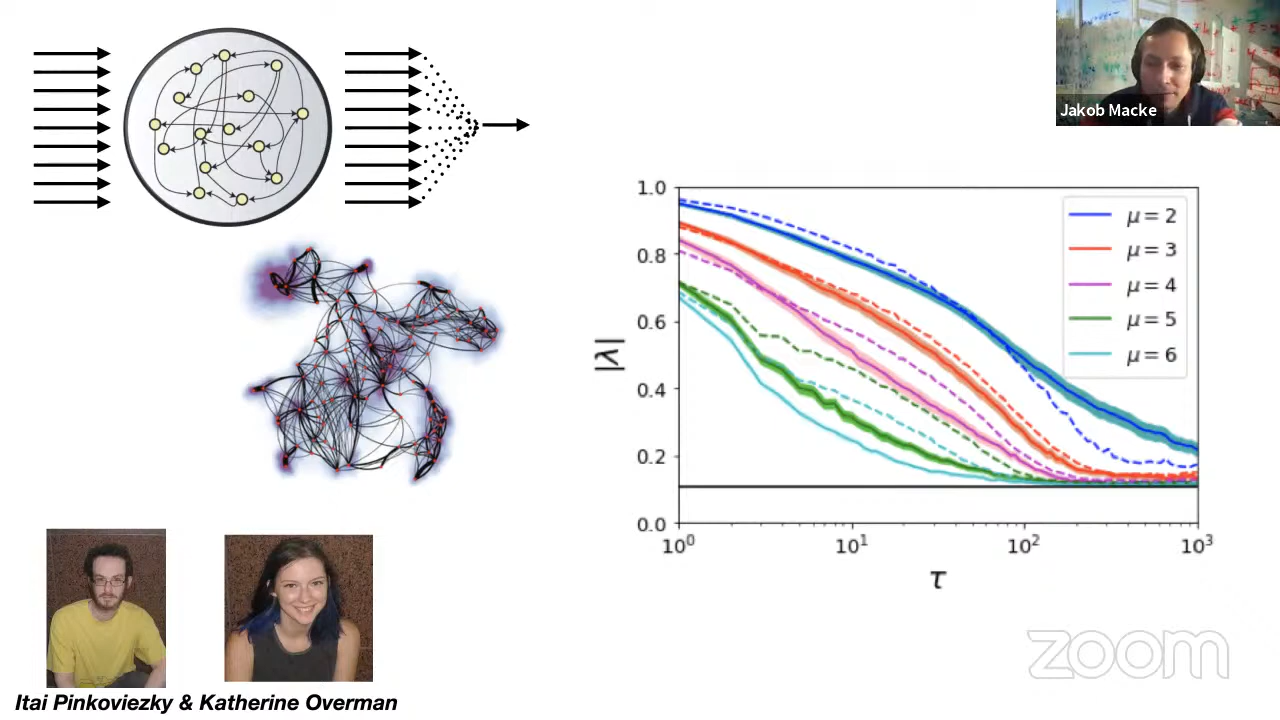 Jakob Macke
1.0
0.8
0.6
0.4
0.2
0.0
|λ|
μ = 2
μ = 3
μ = 4
μ = 5
μ = 6
10⁰ 10¹ 10² 10³
τ
Itai Pinkoviezky & Katherine Overman
zoom